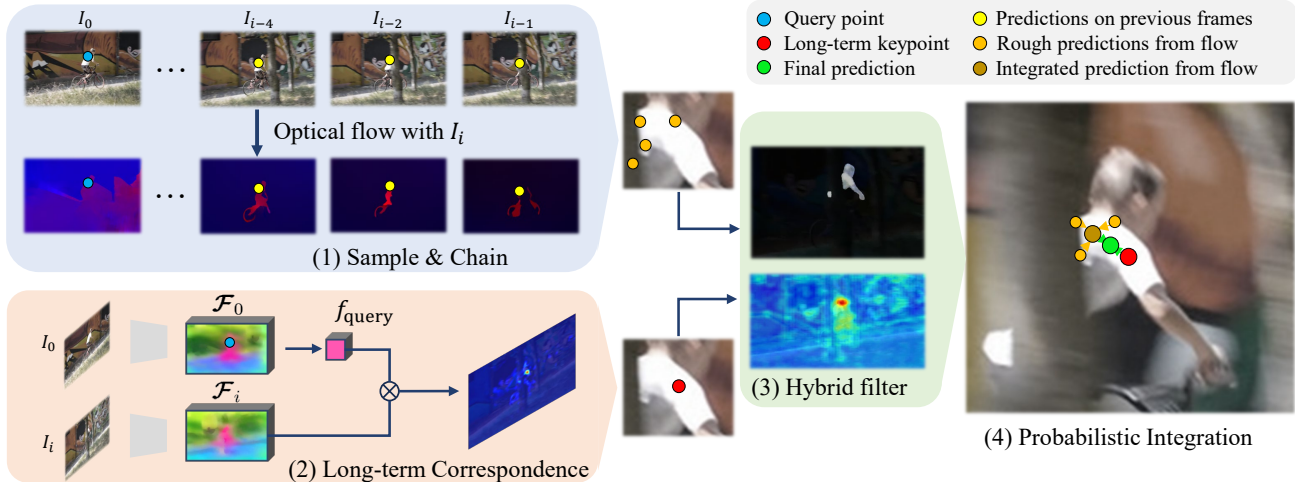 I₀
Iᵢ₋₄
Iᵢ₋₂
Iᵢ₋₁
...
Optical flow with Iᵢ
...
(1) Sample & Chain
Query point
Long-term keypoint
Final prediction
Predictions on previous frames
Rough predictions from flow
Integrated prediction from flow
I₀
𝓕₀
f_query
Iᵢ
𝓕ᵢ
⊗
(2) Long-term Correspondence
(3) Hybrid filter
(4) Probabilistic Integration